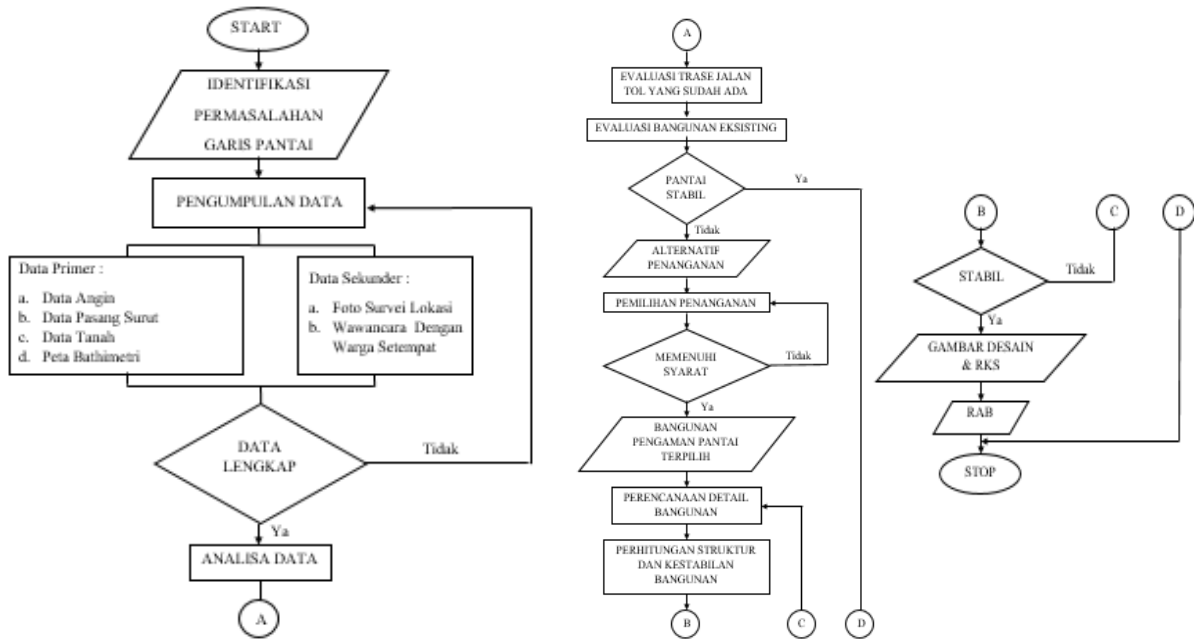 START
IDENTIFIKASI
PERMASALAHAN
GARIS PANTAI
PENGUMPULAN DATA
Data Primer :
a. Data Angin
b. Data Pasang Surut
c. Data Tanah
d. Peta Bathimetri
Data Sekunder :
a. Foto Survei Lokasi
b. Wawancara Dengan
Warga Setempat
DATA
LENGKAP
Tidak
Ya
ANALISA DATA
A
A
EVALUASI TRASE JALAN
TOL YANG SUDAH ADA
EVALUASI BANGUNAN EKSISTING
PANTAI
STABIL
Ya
Tidak
ALTERNATIF
PENANGANAN
PEMILIHAN PENANGANAN
MEMENUHI
SYARAT
Tidak
Ya
BANGUNAN
PENGAMAN PANTAI
TERPILIH
PERENCANAAN DETAIL
BANGUNAN
PERHITUNGAN STRUKTUR
DAN KESTABILAN
BANGUNAN
B
C
D
B
C
D
STABIL
Tidak
Ya
GAMBAR DESAIN
& RKS
RAB
STOP